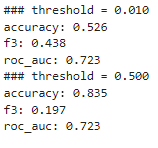 ### threshold = 0.010
accuracy: 0.526
f3: 0.438
roc_auc: 0.723
### threshold = 0.500
accuracy: 0.835
f3: 0.197
roc_auc: 0.723